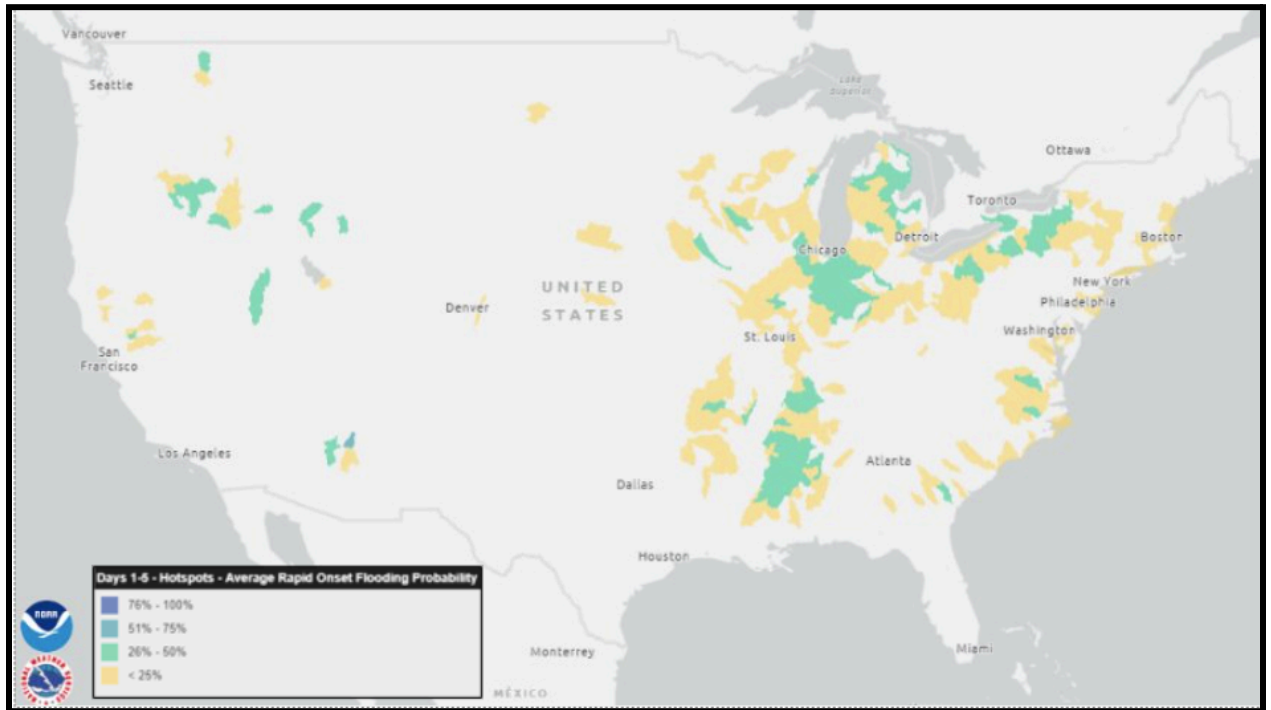 Vancouver
Seattle
Lake
Superior
Ottawa
Toronto
Chicago
Detroit
Boston
UNITED
STATES
New York
Denver
Philadelphia
Washington
St. Louis
San
Francisco
Los Angeles
Atlanta
Dallas
Houston
Monterrey
MÉXICO
Miami
Days 1-5 - Hotspots - Average Rapid Onset Flooding Probability
76% - 100%
51% - 75%
26% - 50%
< 25%
NOAA